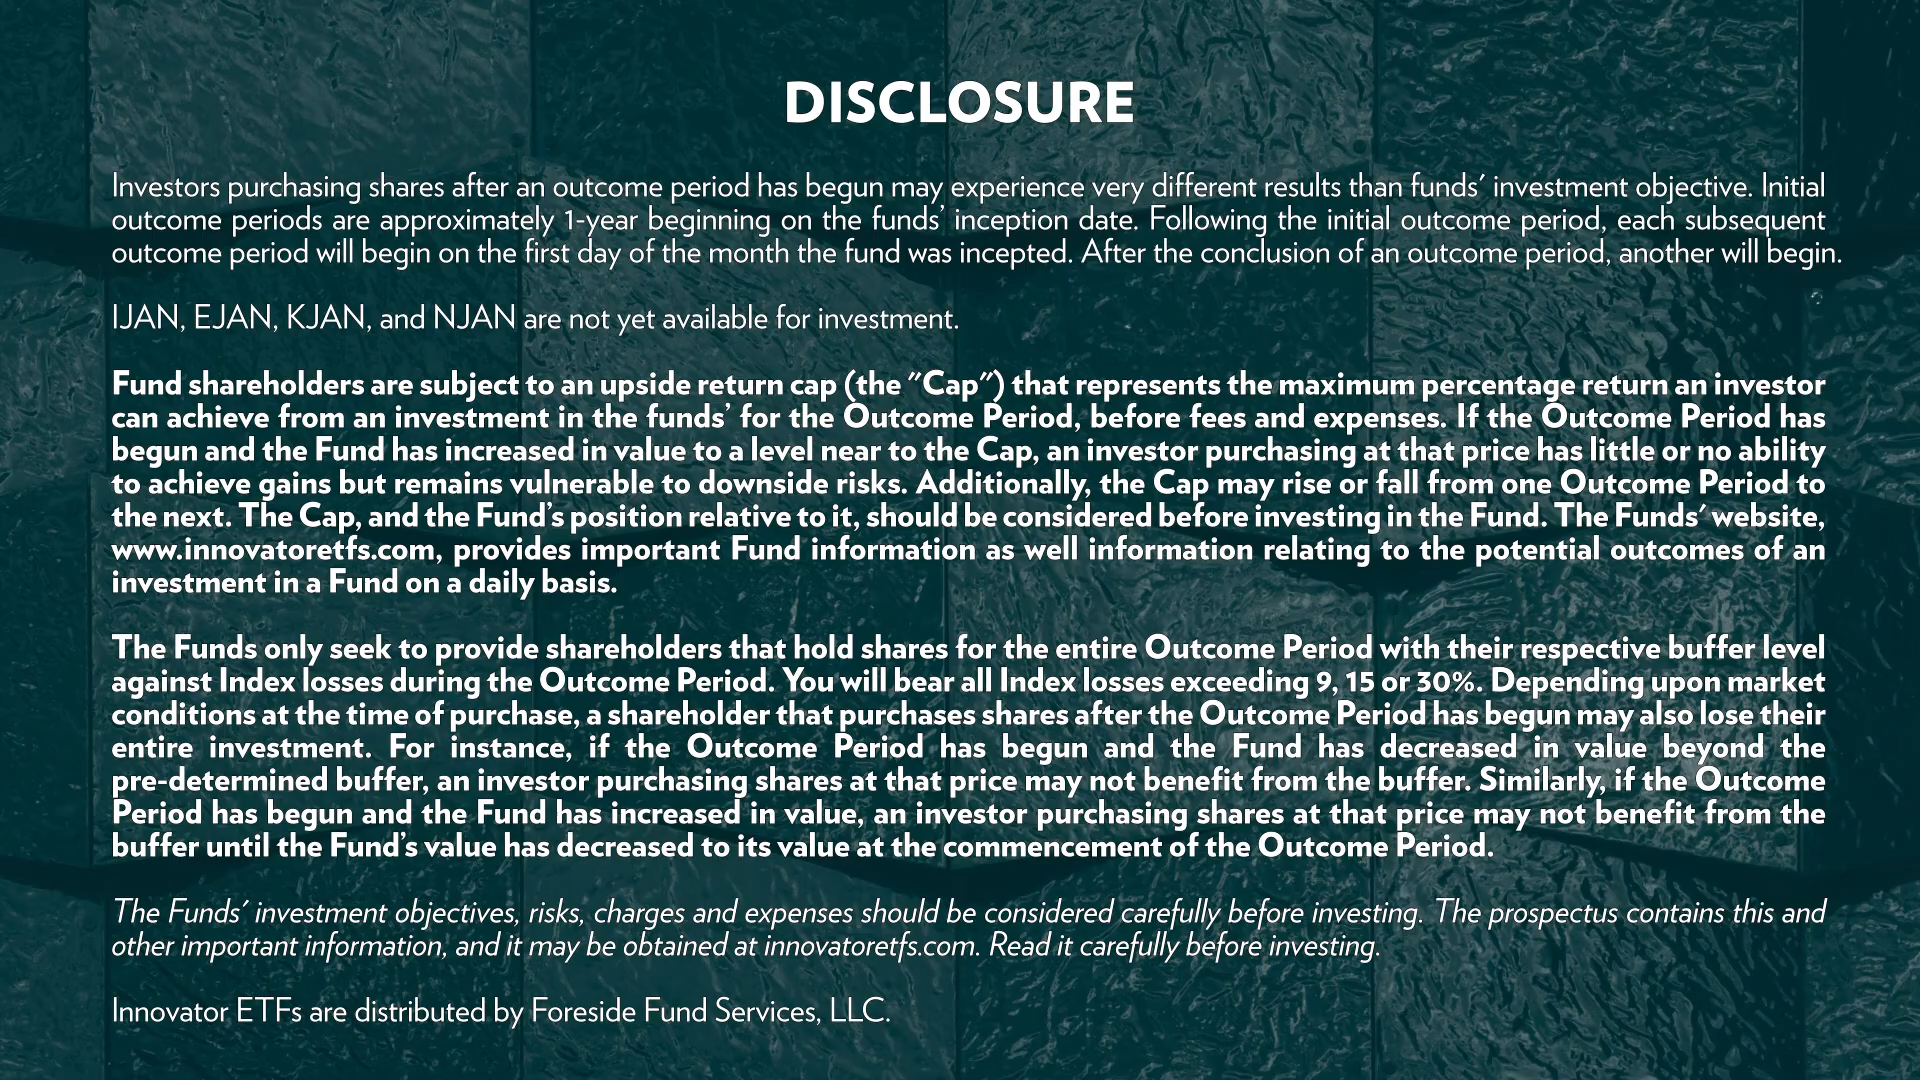 DISCLOSURE
Investors purchasing shares after an outcome period has begun may experience very different results than funds' investment objective. Initial
outcome periods are approximately 1-year beginning on the funds' inception date. Following the initial outcome period, each subsequent
outcome period will begin on the first day of the month the fund was incepted. After the conclusion of an outcome period, another will begin.
IJAN, EJAN, KJAN, and NJAN are not yet available for investment.
Fund shareholders are subject to an upside return cap (the "Cap") that represents the maximum percentage return an investor
can achieve from an investment in the funds' for the Outcome Period, before fees and expenses. If the Outcome Period has
begun and the Fund has increased in value to a level near to the Cap, an investor purchasing at that price has little or no ability
to achieve gains but remains vulnerable to downside risks. Additionally, the Cap may rise or fall from one Outcome Period to
the next. The Cap, and the Fund's position relative to it, should be considered before investing in the Fund. The Funds' website,
www.innovatoretfs.com, provides important Fund information as well information relating to the potential outcomes of an
investment in a Fund on a daily basis.
The Funds only seek to provide shareholders that hold shares for the entire Outcome Period with their respective buffer level
against Index losses during the Outcome Period. You will bear all Index losses exceeding 9, 15 or 30%. Depending upon market
conditions at the time of purchase, a shareholder that purchases shares after the Outcome Period has begun may also lose their
entire investment. For instance, if the Outcome Period has begun and the Fund has decreased in value beyond the
pre-determined buffer, an investor purchasing shares at that price may not benefit from the buffer. Similarly, if the Outcome
Period has begun and the Fund has increased in value, an investor purchasing shares at that price may not benefit from the
buffer until the Fund's value has decreased to its value at the commencement of the Outcome Period.
The Funds' investment objectives, risks, charges and expenses should be considered carefully before investing. The prospectus contains this and
other important information, and it may be obtained at innovatoretfs.com. Read it carefully before investing.
Innovator ETFs are distributed by Foreside Fund Services, LLC.